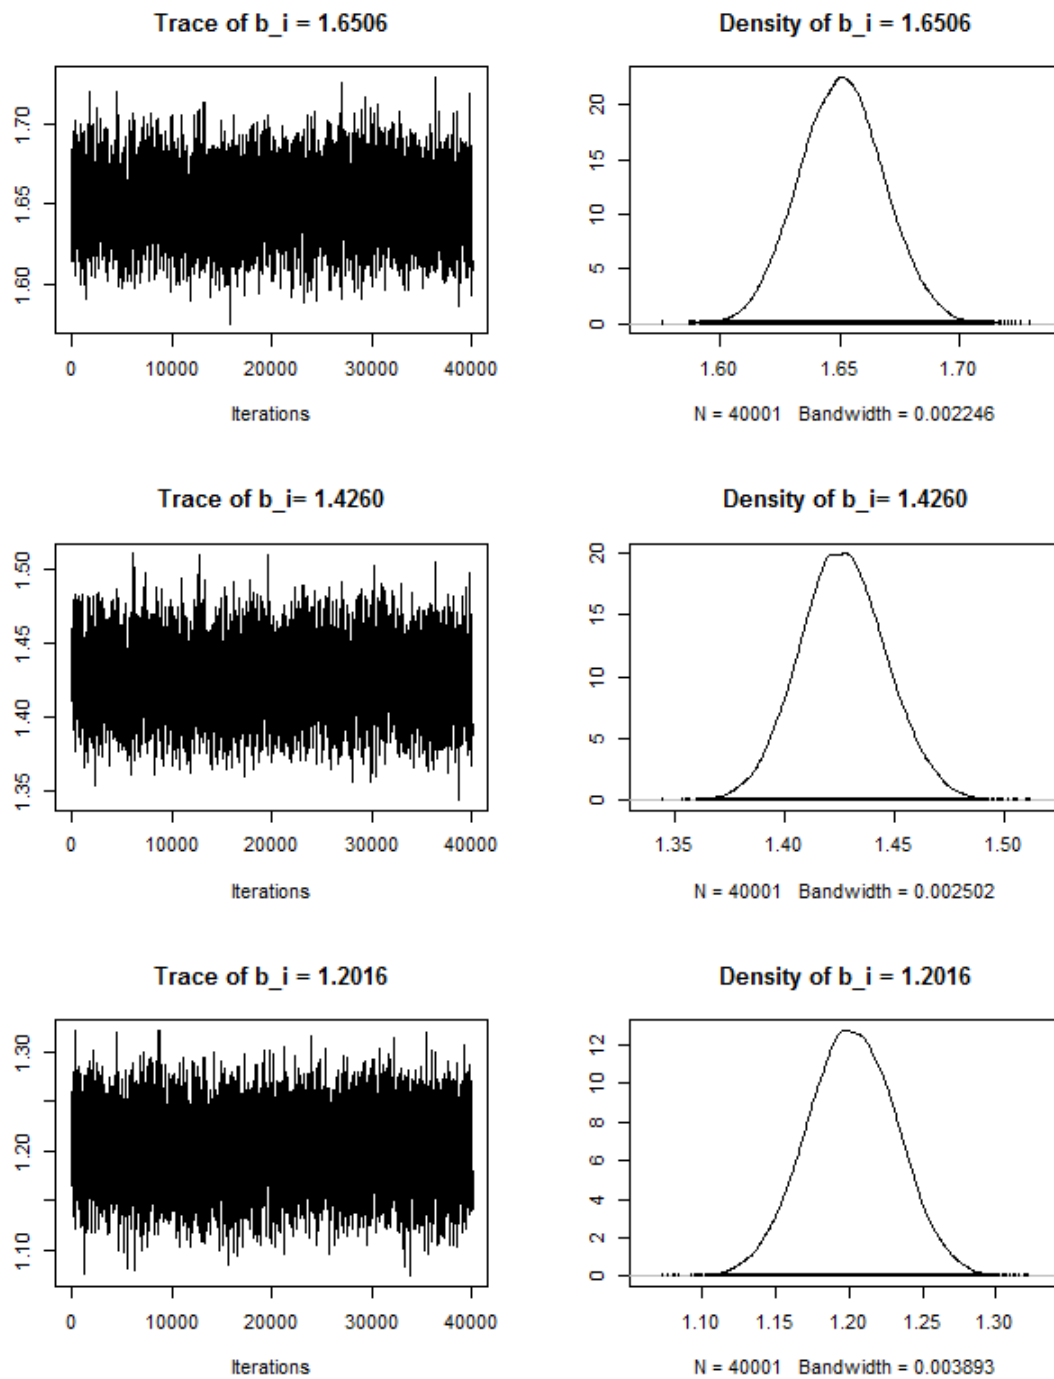 Trace of b_i = 1.6506
Density of b_i = 1.6506
1.70
1.65
1.60
0 10000 20000 30000 40000
Iterations
20
15
10
5
0
1.60 1.65 1.70
N = 40001 Bandwidth = 0.002246
Trace of b_i= 1.4260
Density of b_i= 1.4260
1.50
1.45
1.40
1.35
0 10000 20000 30000 40000
Iterations
20
15
10
5
0
1.35 1.40 1.45 1.50
N = 40001 Bandwidth = 0.002502
Trace of b_i = 1.2016
Density of b_i = 1.2016
1.30
1.20
1.10
0 10000 20000 30000 40000
Iterations
12
10
8
6
4
2
0
1.10 1.15 1.20 1.25 1.30
N = 40001 Bandwidth = 0.003893